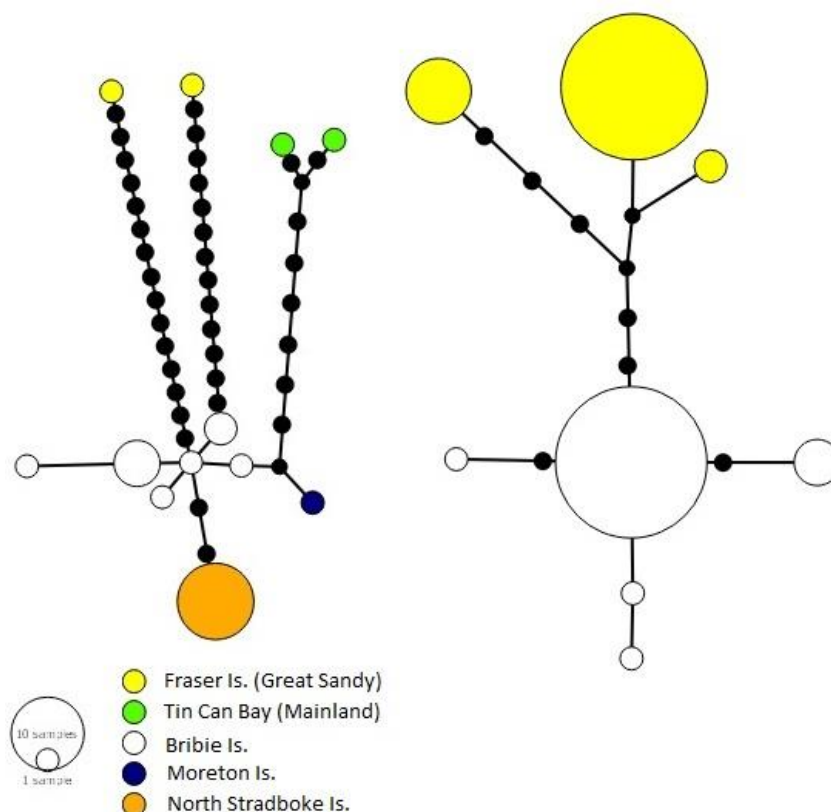 Fraser Is. (Great Sandy)
Tin Can Bay (Mainland)
10 samples
Bribie Is.
Moreton Is.
1 sample
North Stradboke Is.